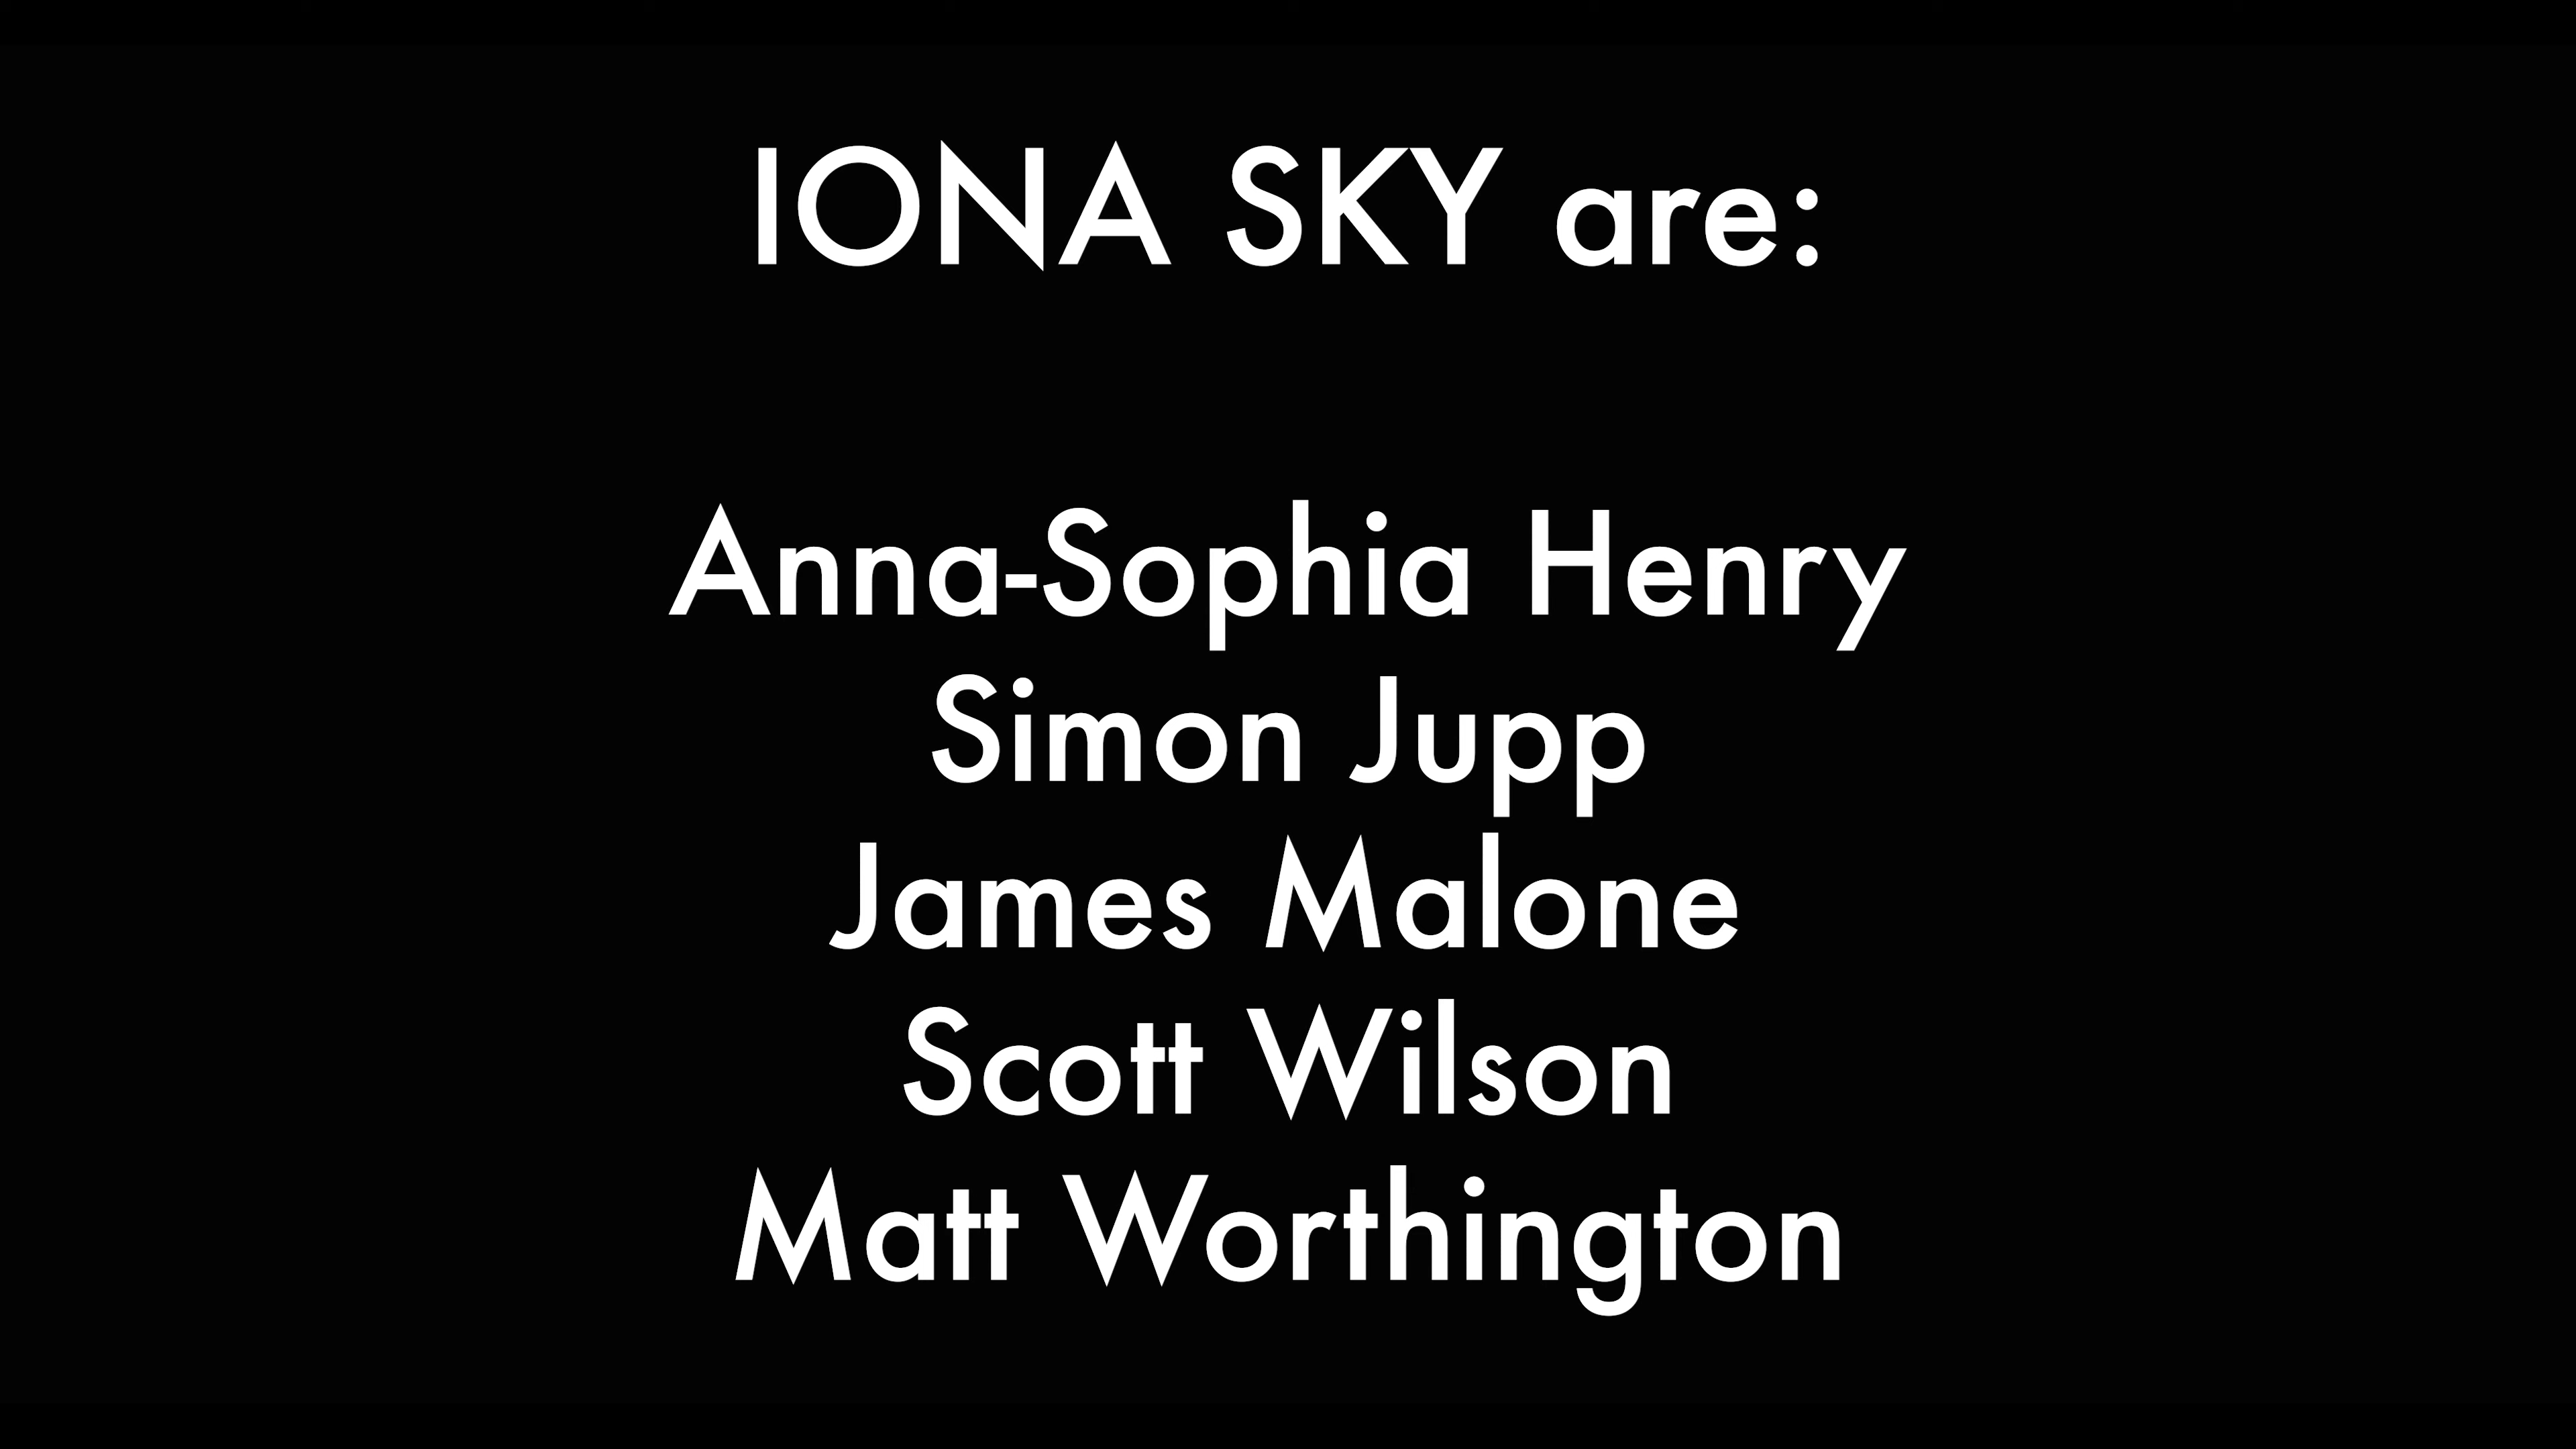 IONA SKY are:
Anna-Sophia Henry
Simon Jupp
James Malone
Scott Wilson
Matt Worthington